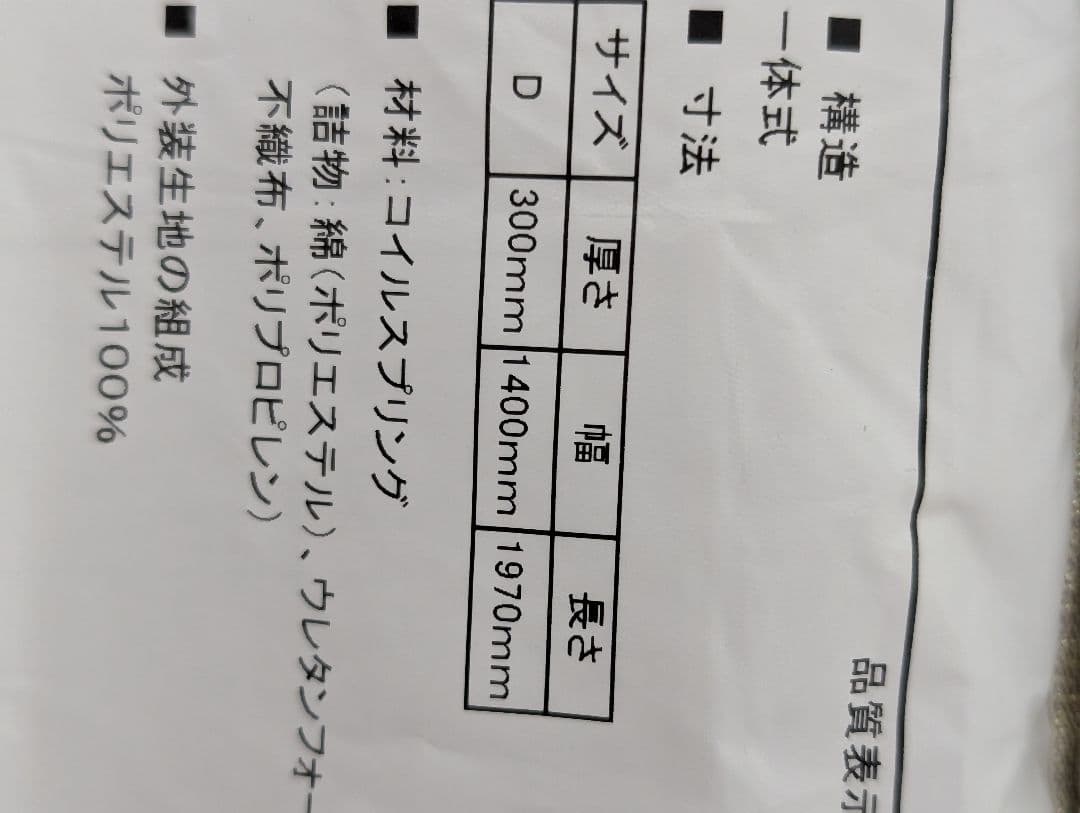 品質表示
■ 構造
一体式
■ 寸法
サイズ 厚さ 幅 長さ
D 300mm 1400mm 1970mm
■ 材料:コイルスプリング
(詰物:綿(ポリエステル)、ウレタンフォー
不織布、ポリプロピレン)
■ 外装生地の組成
ポリエステル100%